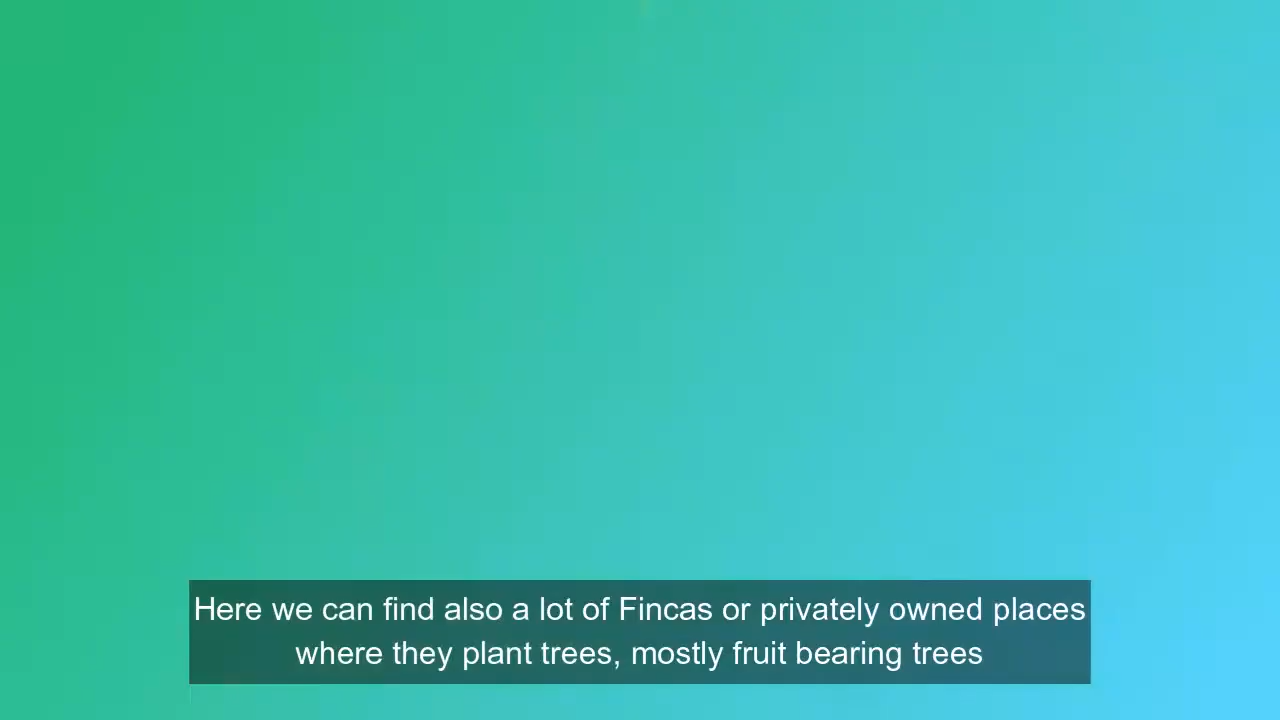 Here we can find also a lot of Fincas or privately owned places
where they plant trees, mostly fruit bearing trees